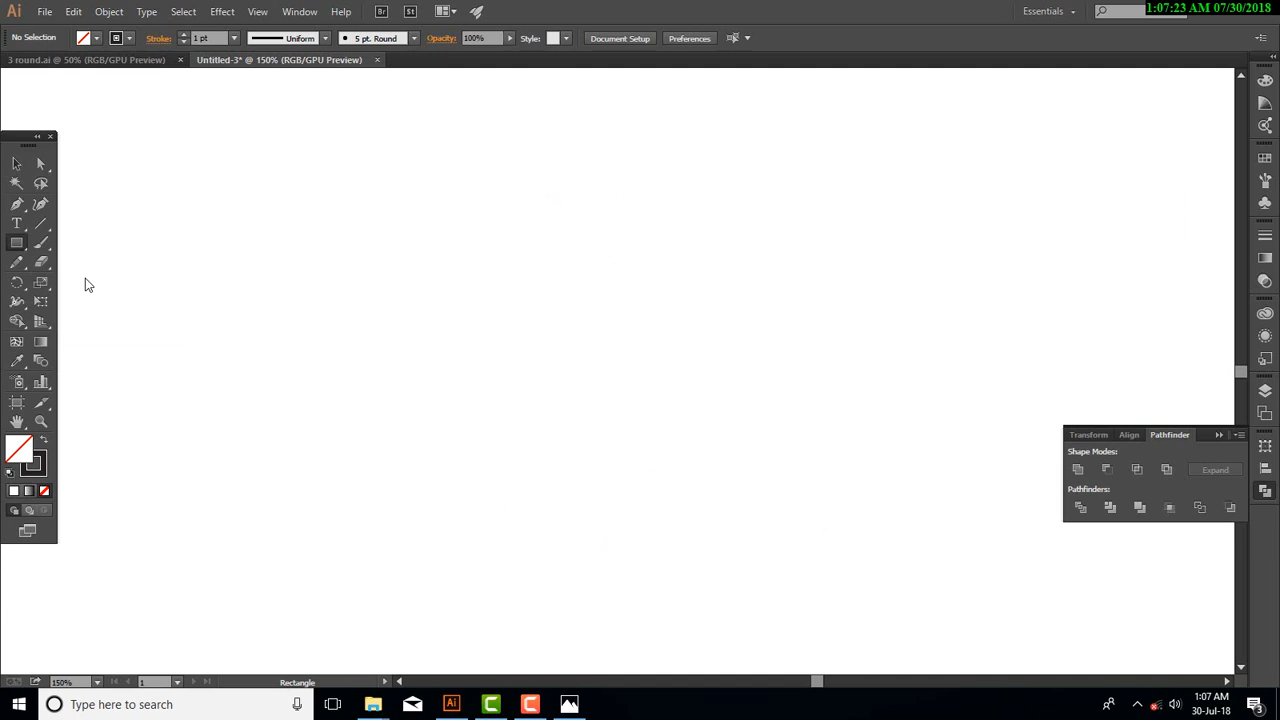 Ai File Edit Object Type Select Effect View Window Help Br St Essentials 1:07:23 AM 07/30/2018
No Selection Stroke: 1 pt Uniform 5 pt. Round Opacity: 100% Style: Document Setup Preferences
3 round.ai @ 50% (RGB/GPU Preview) × Untitled-3* @ 150% (RGB/GPU Preview) ×
Transform Align Pathfinder
Shape Modes:
Expand
Pathfinders:
150% 1 Rectangle
Type here to search Ai C C 1:07 AM
30-Jul-18 3